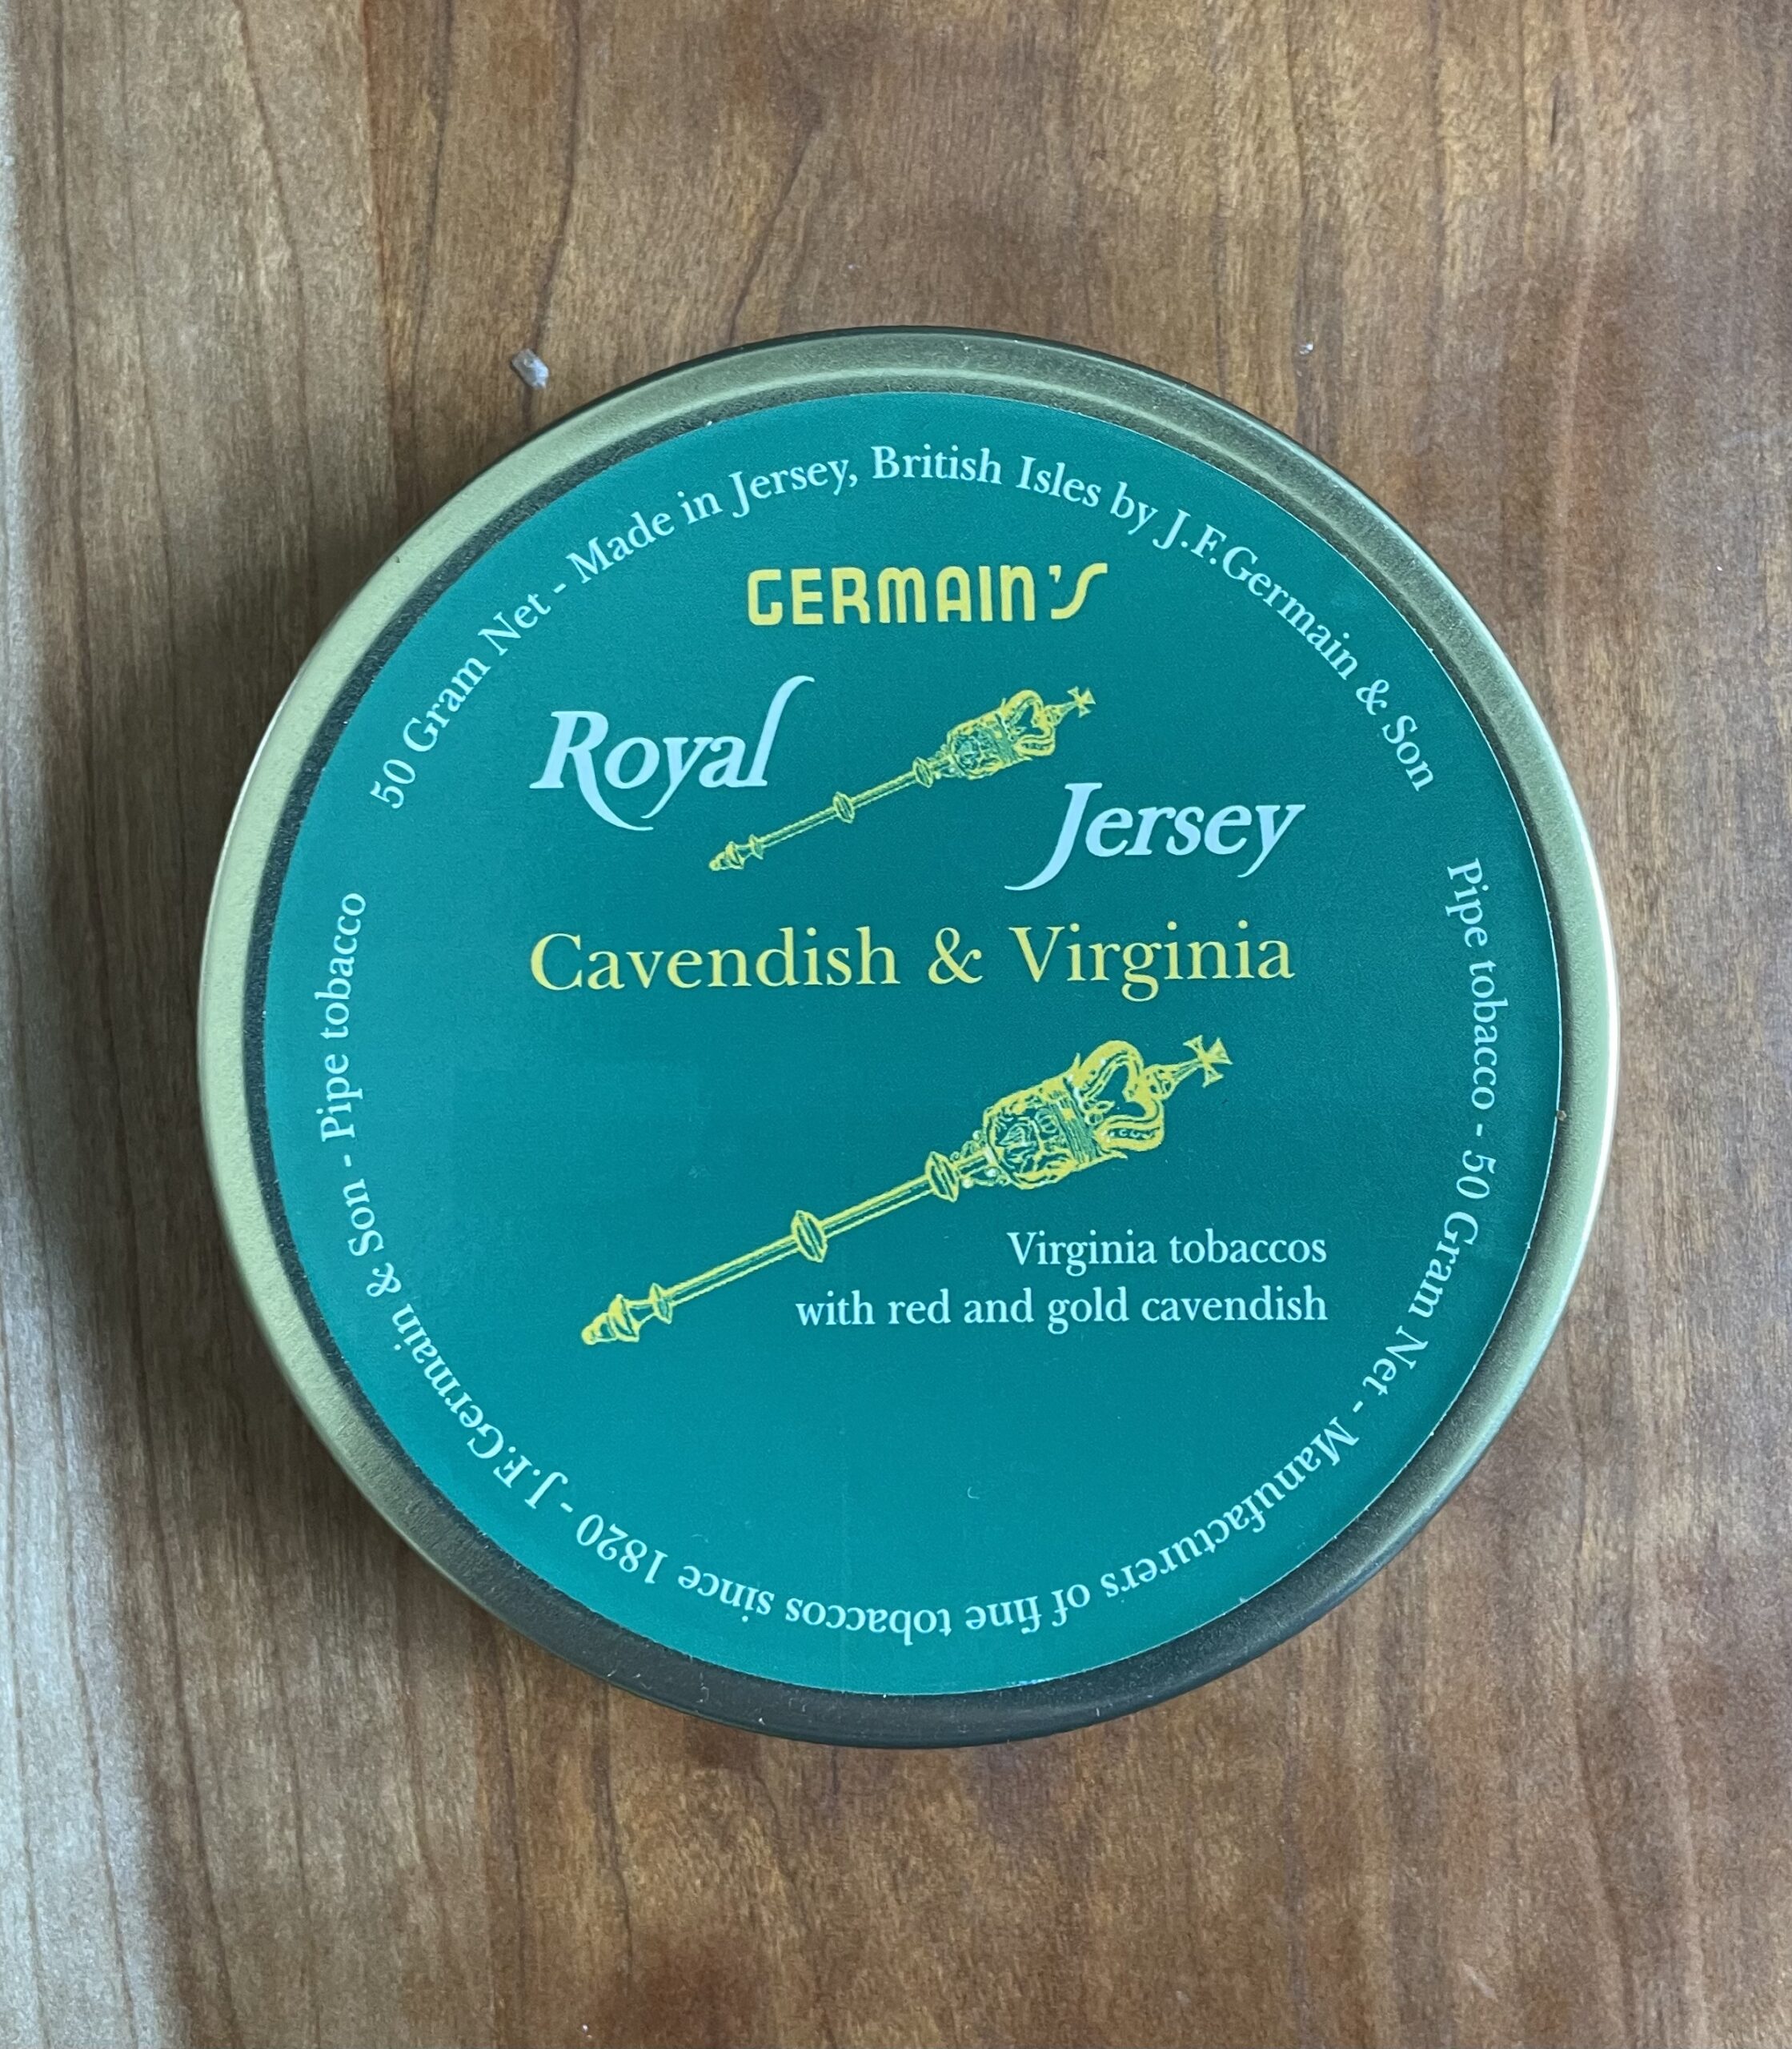 50 Gram Net - Made in Jersey, British Isles by J.F.Germain & Son
GERMAIN'S
Royal
Jersey
Cavendish & Virginia
Virginia tobaccos
with red and gold cavendish
Pipe tobacco - 50 Gram Net - Manufacturers of fine tobaccos since 1820 - J.F.Germain & Son - Pipe tobacco